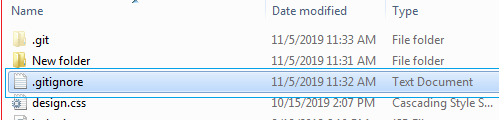 Name Date modified Type
.git 11/5/2019 11:33 AM File folder
New folder 11/5/2019 11:31 AM File folder
.gitignore 11/5/2019 11:32 AM Text Document
design.css 10/15/2019 2:07 PM Cascading Style S...